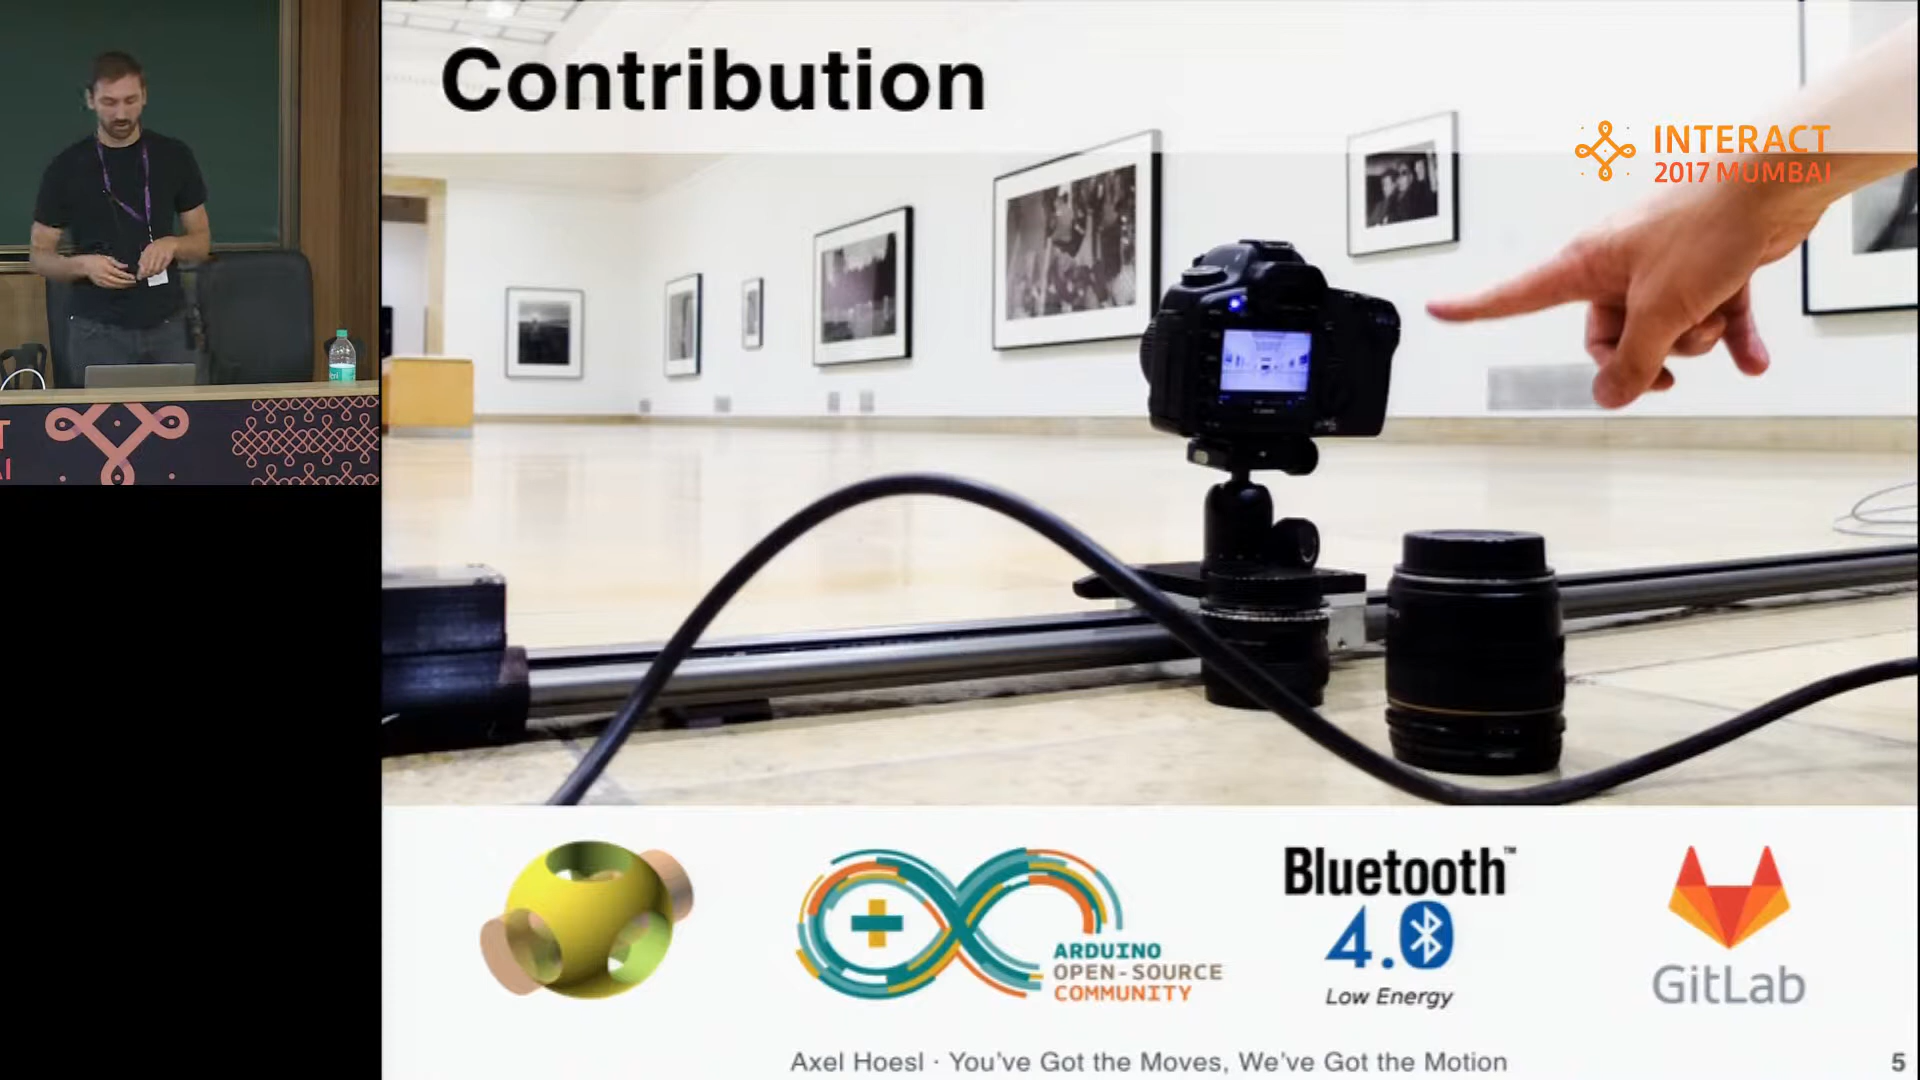 Contribution
INTERACT
2017 MUMBAI
Bluetooth™
4.0
Low Energy
ARDUINO
OPEN-SOURCE
COMMUNITY
GitLab
Axel Hoesl · You've Got the Moves, We've Got the Motion
5